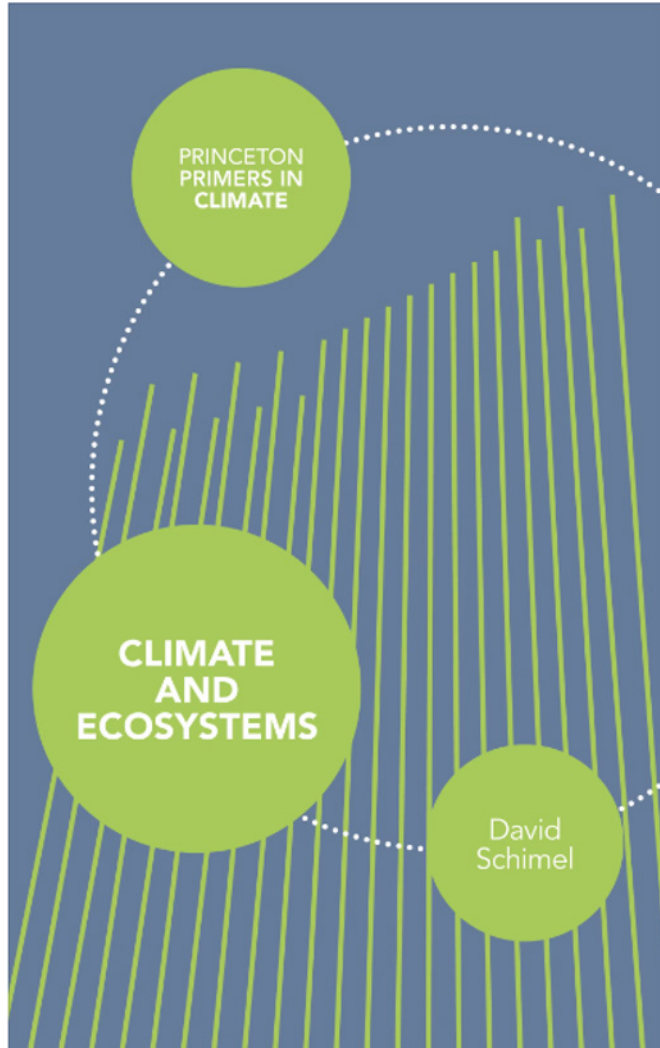 PRINCETON
PRIMERS IN
CLIMATE
CLIMATE
AND
ECOSYSTEMS
David
Schimel